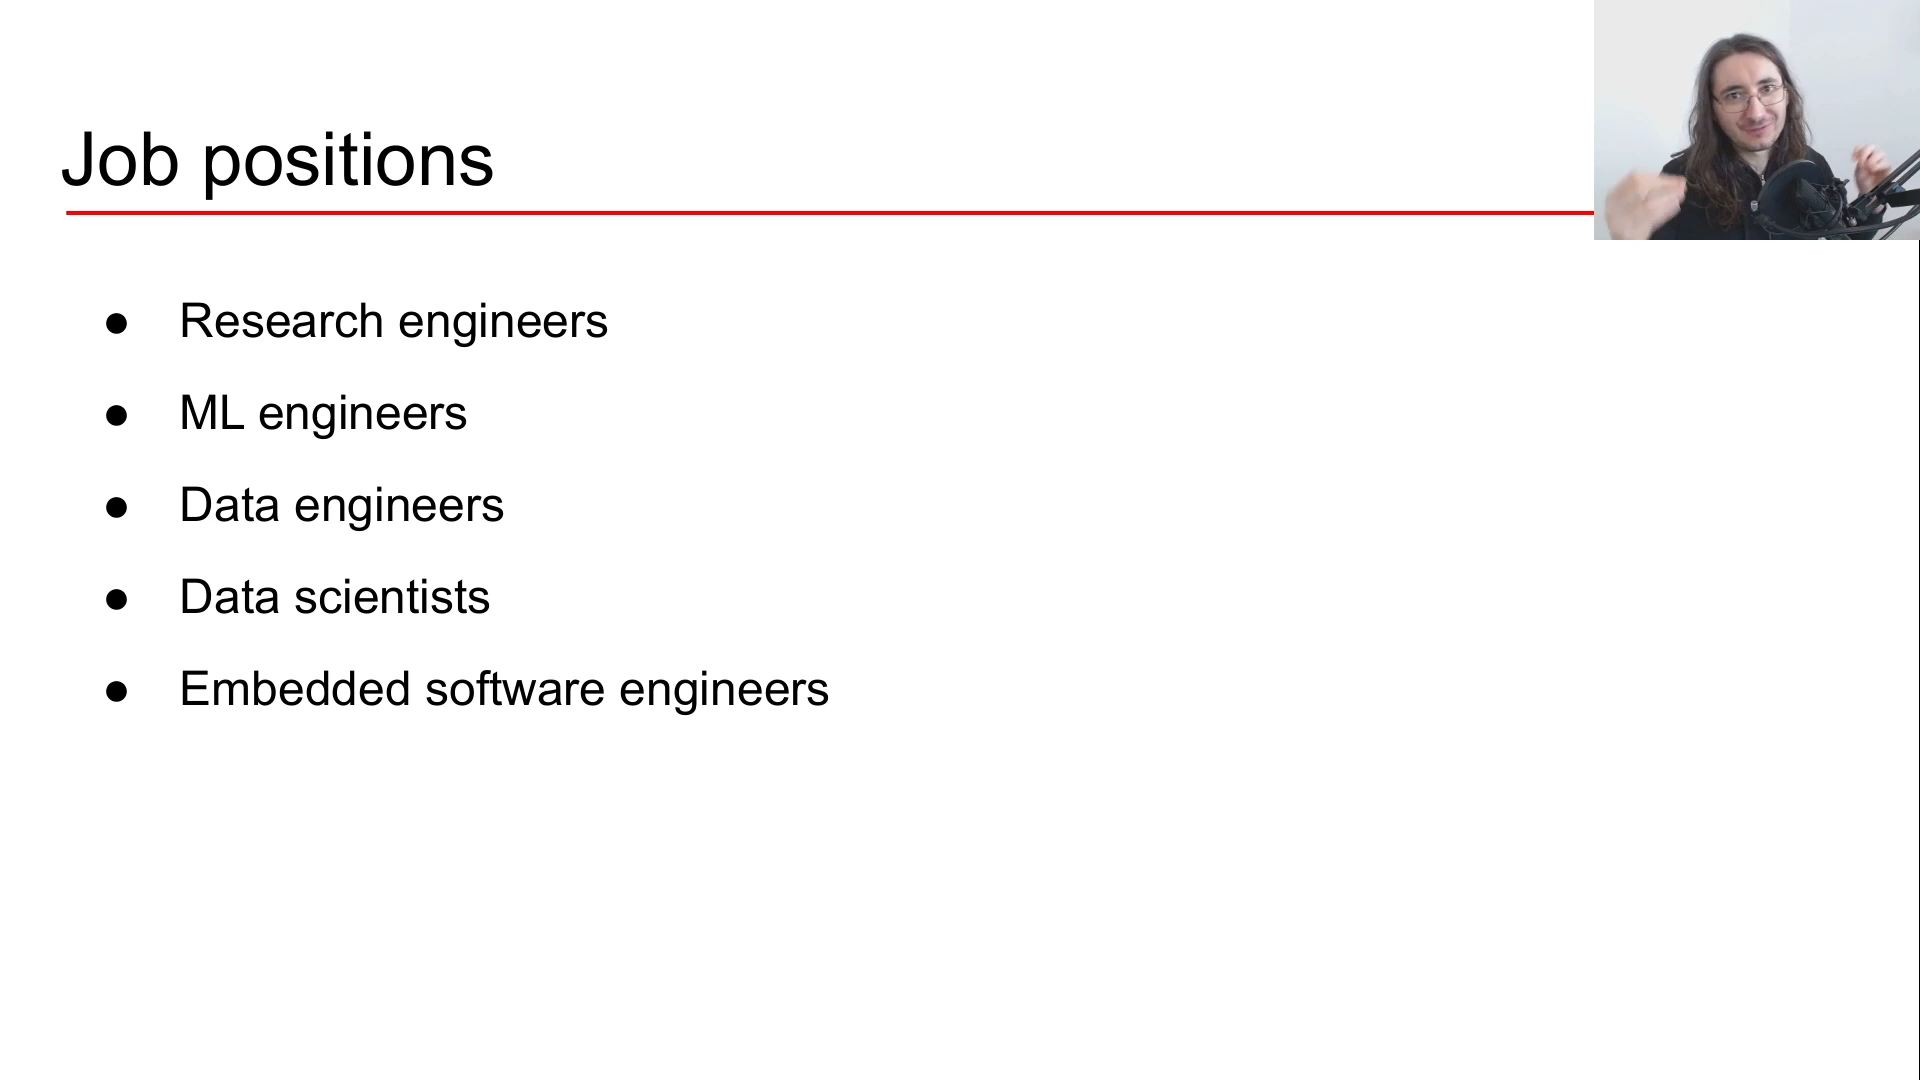 Job positions
● Research engineers
● ML engineers
● Data engineers
● Data scientists
● Embedded software engineers